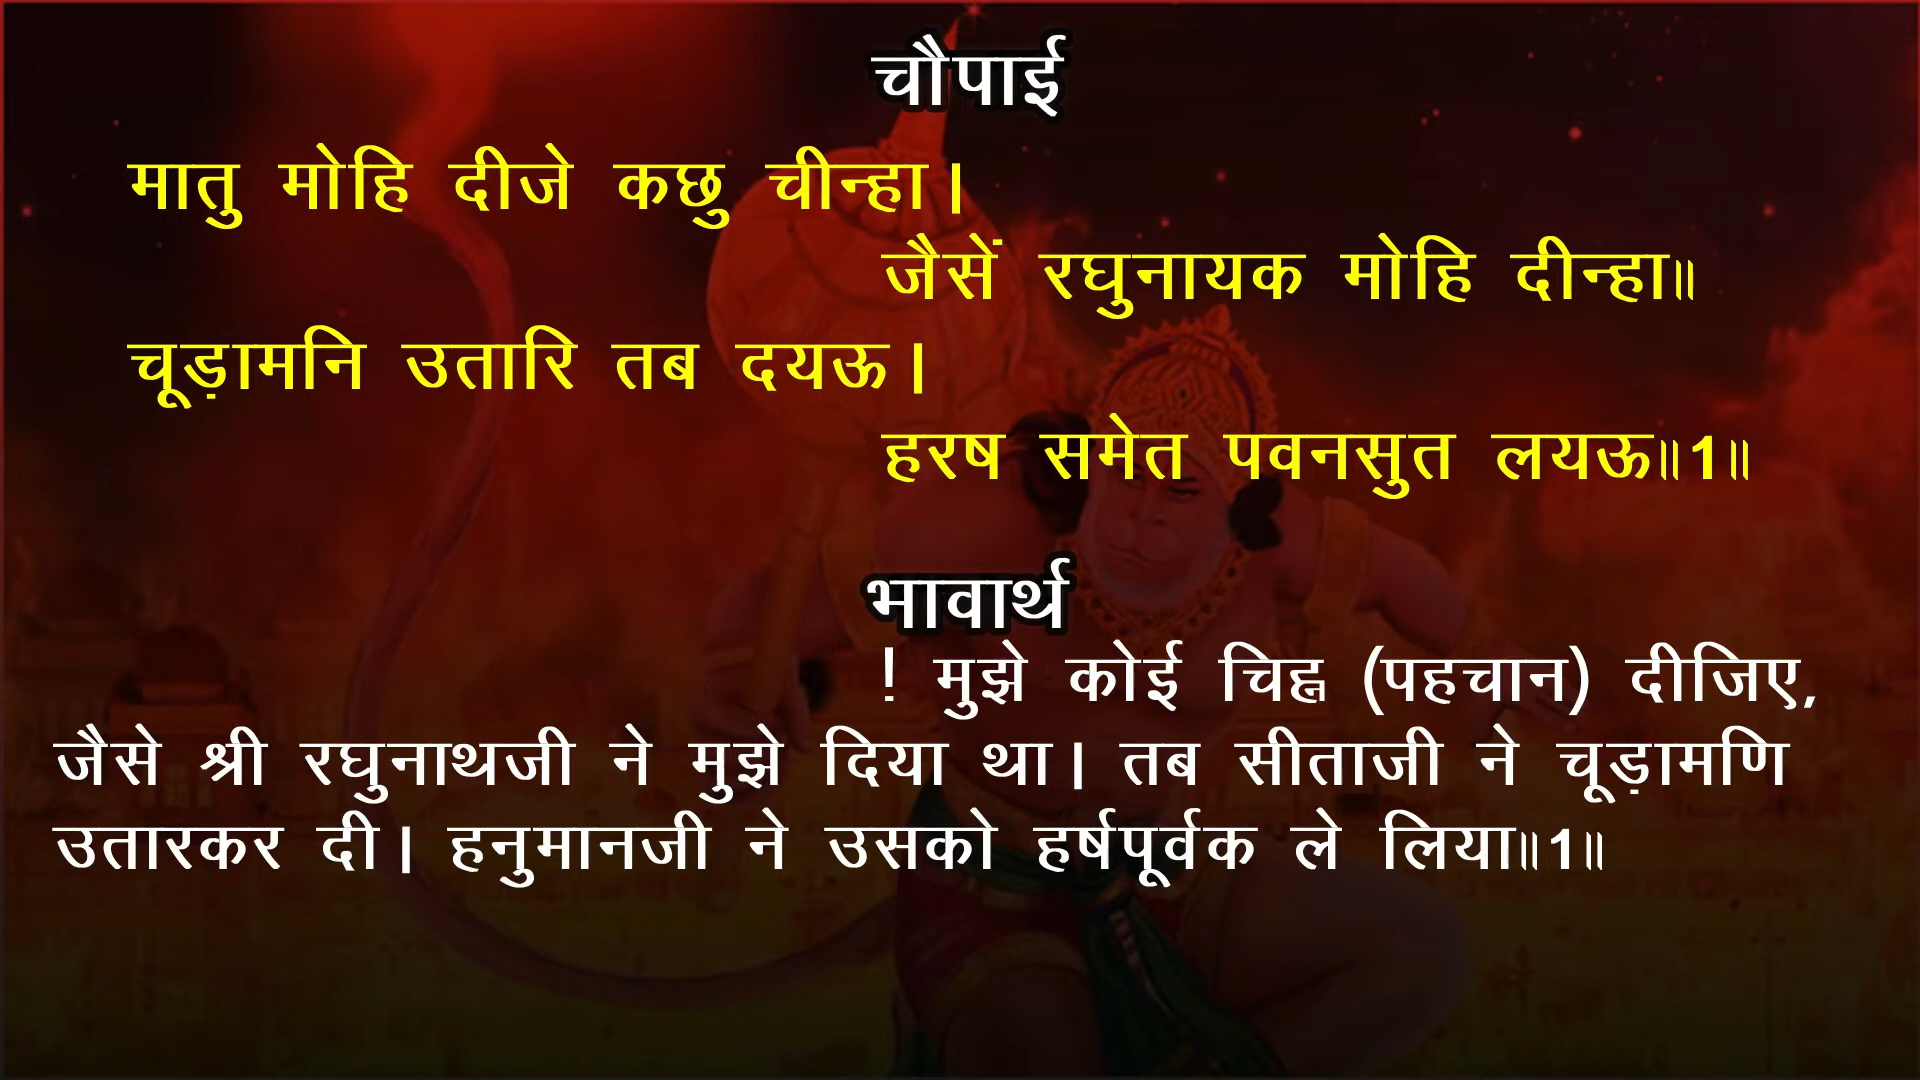 चौपाई
मातु मोहि दीजे कछु चीन्हा।
जैसें रघुनायक मोहि दीन्हा॥
चूड़ामनि उतारि तब दयऊ।
हरष समेत पवनसुत लयऊ॥1॥
भावार्थ
! मुझे कोई चिह्न (पहचान) दीजिए,
जैसे श्री रघुनाथजी ने मुझे दिया था। तब सीताजी ने चूड़ामणि
उतारकर दी। हनुमानजी ने उसको हर्षपूर्वक ले लिया॥1॥